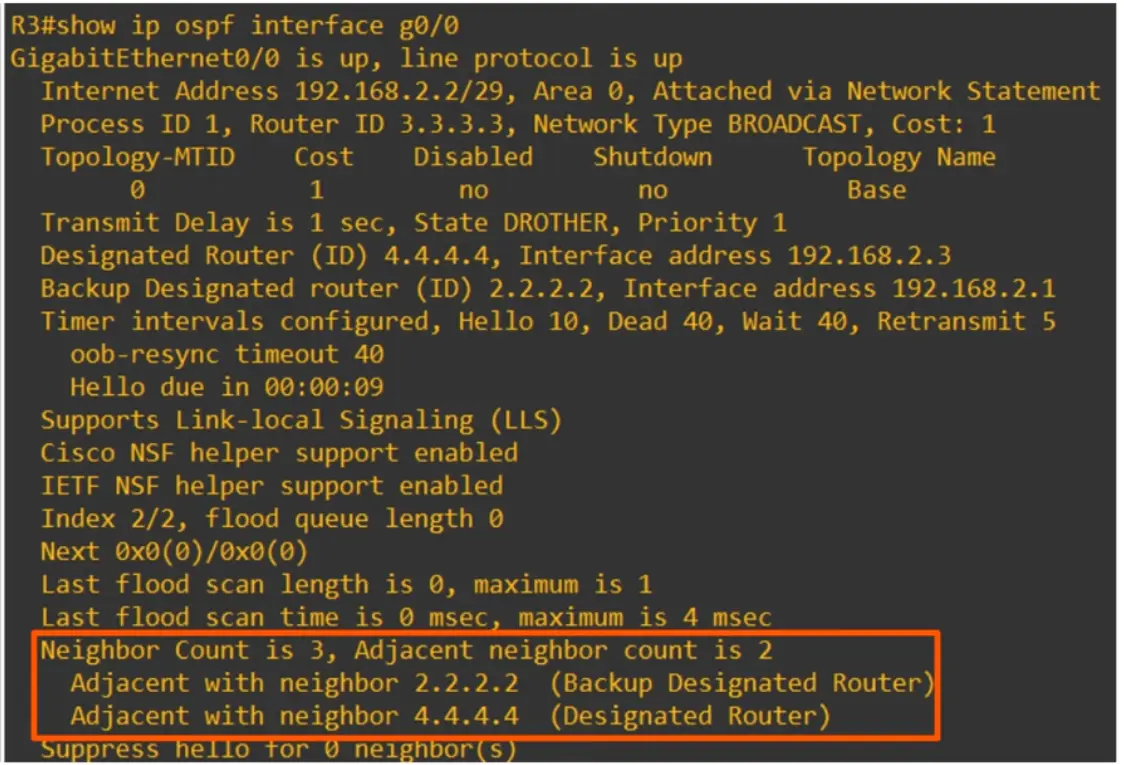 R3#show ip ospf interface g0/0
GigabitEthernet0/0 is up, line protocol is up
Internet Address 192.168.2.2/29, Area 0, Attached via Network Statement
Process ID 1, Router ID 3.3.3.3, Network Type BROADCAST, Cost: 1
Topology-MTID Cost Disabled Shutdown Topology Name
0 1 no no Base
Transmit Delay is 1 sec, State DROTHER, Priority 1
Designated Router (ID) 4.4.4.4, Interface address 192.168.2.3
Backup Designated router (ID) 2.2.2.2, Interface address 192.168.2.1
Timer intervals configured, Hello 10, Dead 40, Wait 40, Retransmit 5
oob-resync timeout 40
Hello due in 00:00:09
Supports Link-local Signaling (LLS)
Cisco NSF helper support enabled
IETF NSF helper support enabled
Index 2/2, flood queue length 0
Next 0x0(0)/0x0(0)
Last flood scan length is 0, maximum is 1
Last flood scan time is 0 msec, maximum is 4 msec
Neighbor Count is 3, Adjacent neighbor count is 2
Adjacent with neighbor 2.2.2.2 (Backup Designated Router)
Adjacent with neighbor 4.4.4.4 (Designated Router)
Suppress hello for 0 neighbor(s)